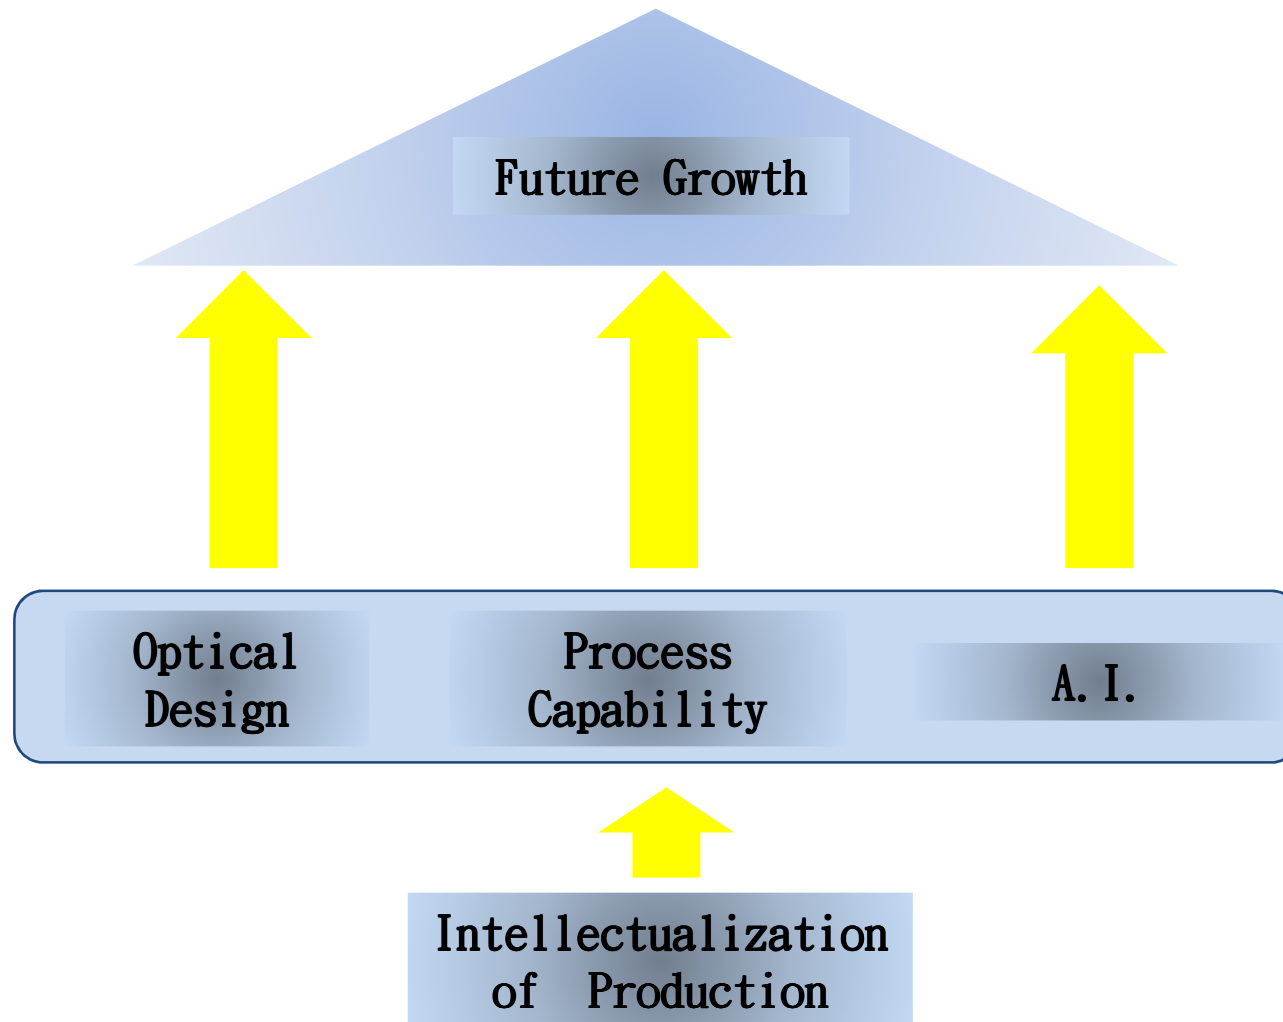 Future Growth
Optical
Design
Process
Capability
A.I.
Intellectualization
of Production